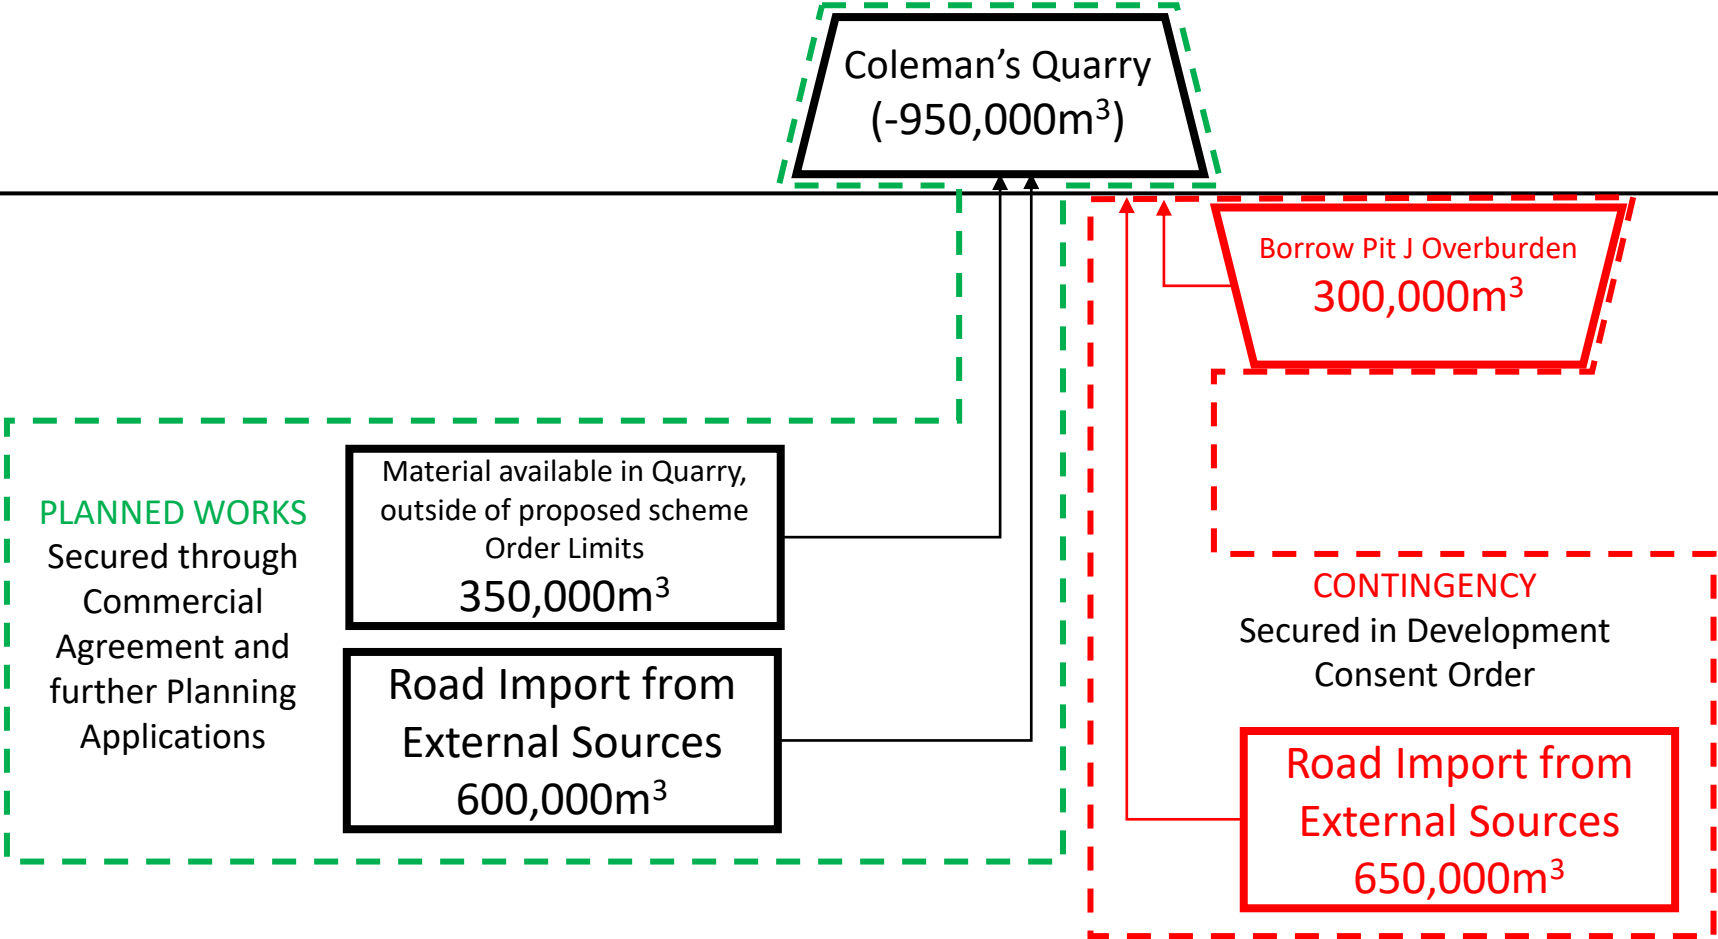 Coleman’s Quarry
(-950,000m³)
Borrow Pit J Overburden
300,000m³
PLANNED WORKS
Secured through
Commercial
Agreement and
further Planning
Applications
Material available in Quarry,
outside of proposed scheme
Order Limits
350,000m³
Road Import from
External Sources
600,000m³
CONTINGENCY
Secured in Development
Consent Order
Road Import from
External Sources
650,000m³